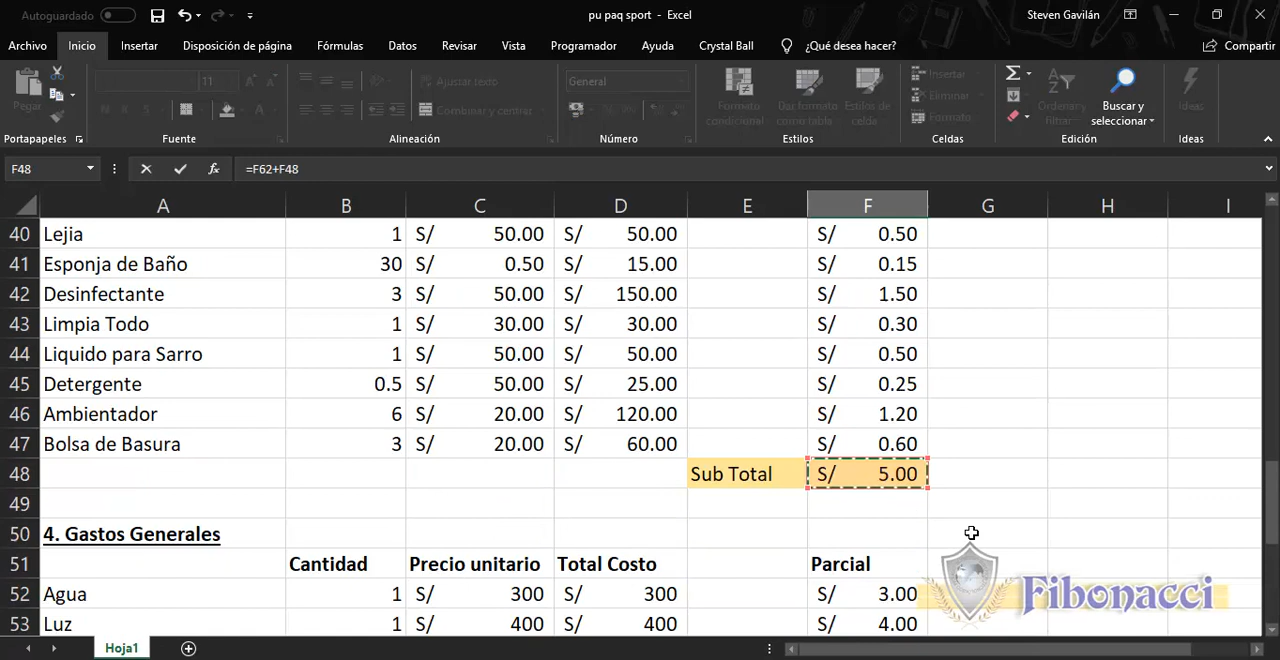 Autoguardado
pu paq sport - Excel
Steven Gavilán
Archivo Inicio Insertar Disposición de página Fórmulas Datos Revisar Vista Programador Ayuda Crystal Ball ¿Qué desea hacer? Compartir
Pegar
11
Ajustar texto
Combinar y centrar
General
Formato condicional
Dar formato como tabla
Estilos de celda
Insertar
Eliminar
Formato
Ordenar y filtrar
Buscar y seleccionar
Ideas
Portapapeles Fuente Alineación Número Estilos Celdas Edición Ideas
F48 fx =F62+F48
A B C D E F G H I
40 Lejia 1 S/ 50.00 S/ 50.00 S/ 0.50
41 Esponja de Baño 30 S/ 0.50 S/ 15.00 S/ 0.15
42 Desinfectante 3 S/ 50.00 S/ 150.00 S/ 1.50
43 Limpia Todo 1 S/ 30.00 S/ 30.00 S/ 0.30
44 Liquido para Sarro 1 S/ 50.00 S/ 50.00 S/ 0.50
45 Detergente 0.5 S/ 50.00 S/ 25.00 S/ 0.25
46 Ambientador 6 S/ 20.00 S/ 120.00 S/ 1.20
47 Bolsa de Basura 3 S/ 20.00 S/ 60.00 S/ 0.60
48 Sub Total S/ 5.00
49
50 4. Gastos Generales
51 Cantidad Precio unitario Total Costo Parcial
52 Agua 1 S/ 300 S/ 300 S/ 3.00
53 Luz 1 S/ 400 S/ 400 S/ 4.00
Fibonacci
Hoja1